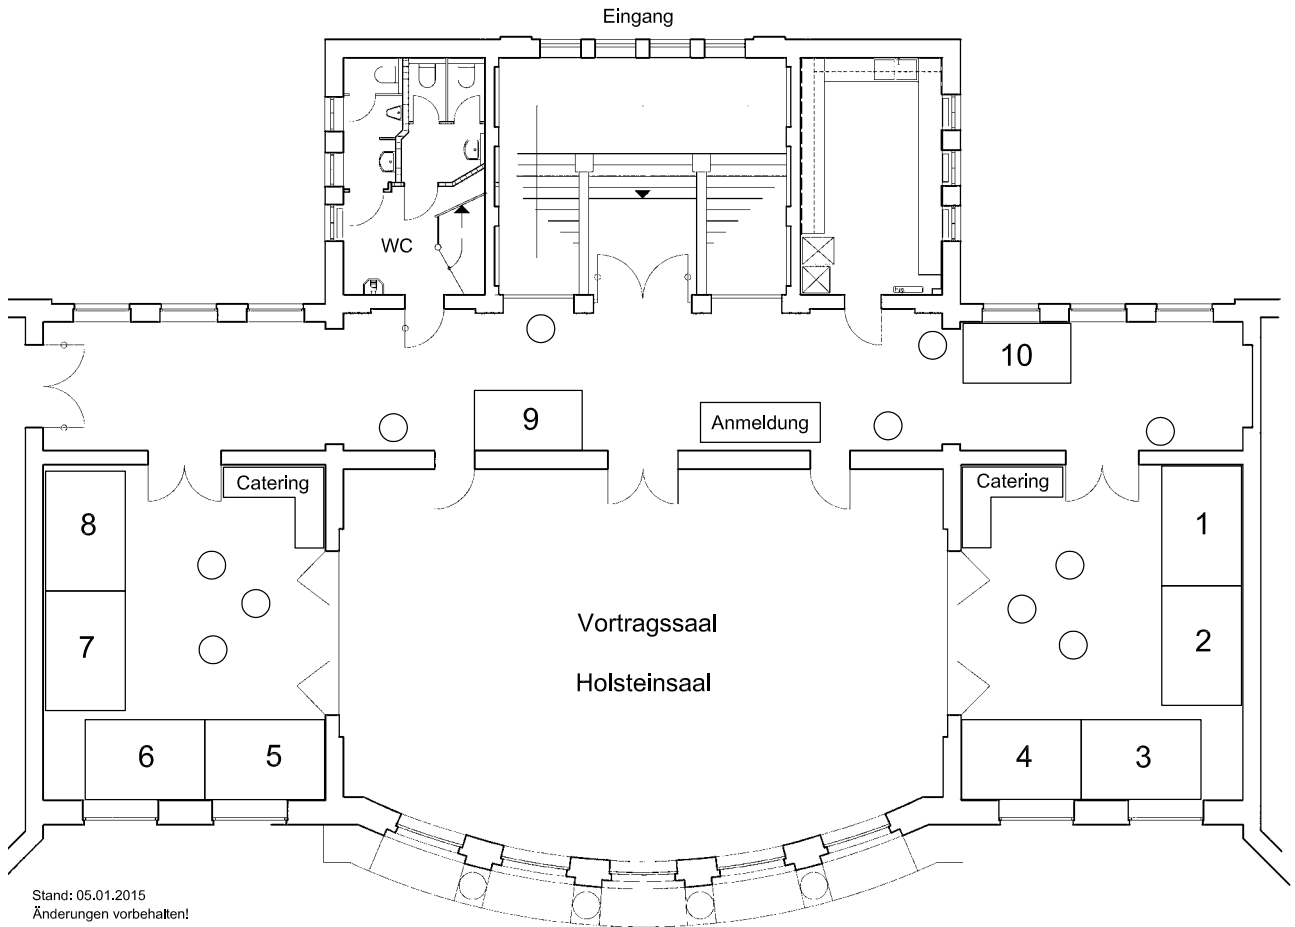 Eingang
WC
10
9
Anmeldung
Catering
Catering
8
1
7
2
Vortragssaal
Holsteinsaal
6
5
4
3
Stand: 05.01.2015
Änderungen vorbehalten!